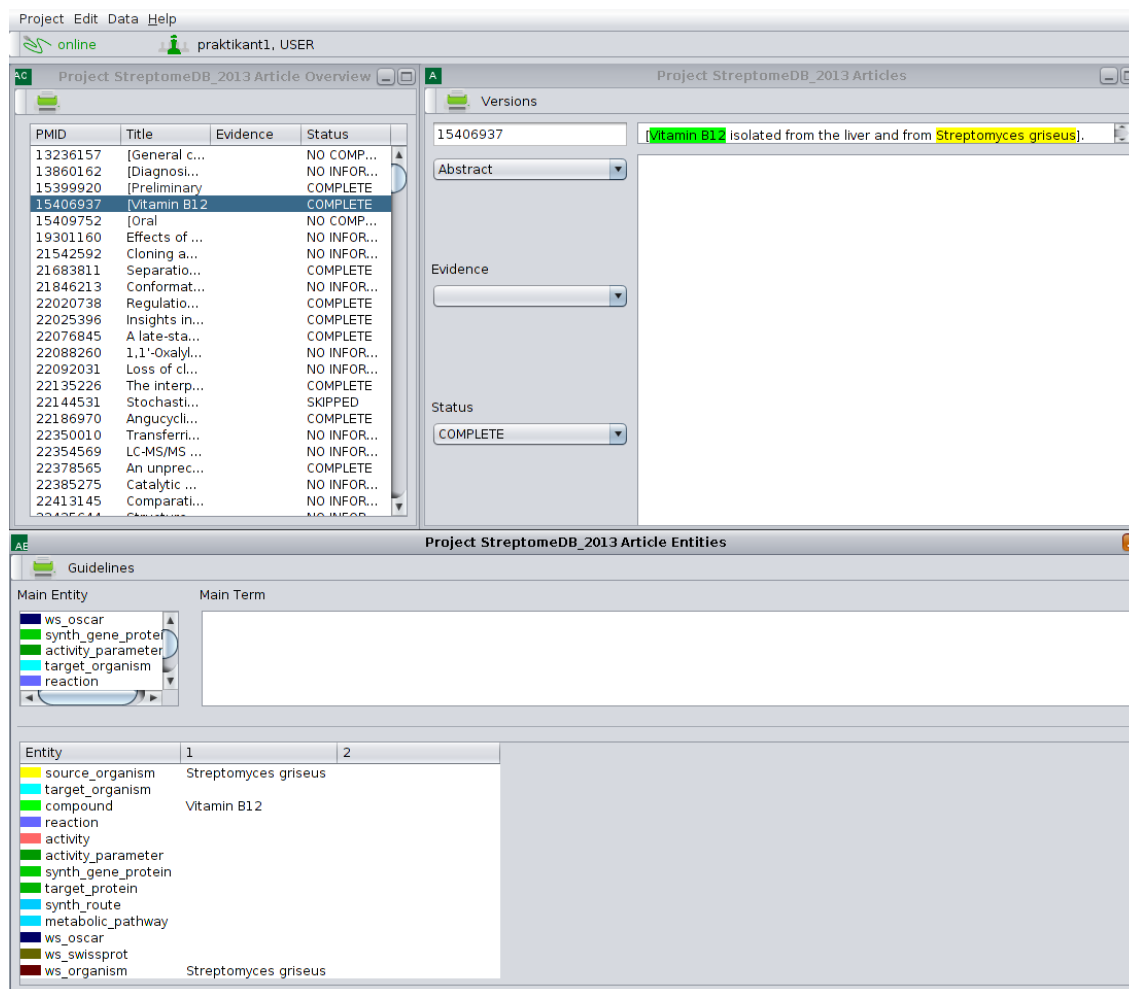 Project Edit Data Help
online praktikant1, USER
AC Project StreptomeDB_2013 Article Overview
PMID Title Evidence Status
13236157 [General c... NO COMP...
13860162 [Diagnosi... NO INFOR...
15399920 [Preliminary COMPLETE
15406937 [Vitamin B12 COMPLETE
15409752 [Oral NO COMP...
19301160 Effects of ... NO INFOR...
21542592 Cloning a... NO INFOR...
21683811 Separatio... COMPLETE
21846213 Conformat... NO INFOR...
22020738 Regulatio... COMPLETE
22025396 Insights in... COMPLETE
22076845 A late-sta... COMPLETE
22088260 1,1'-Oxalyl... NO INFOR...
22092031 Loss of cl... NO INFOR...
22135226 The interp... COMPLETE
22144531 Stochasti... SKIPPED
22186970 Angucycli... COMPLETE
22350010 Transferri... NO INFOR...
22354569 LC-MS/MS ... NO INFOR...
22378565 An unprec... COMPLETE
22385275 Catalytic ... NO INFOR...
22413145 Comparati... NO INFOR...
A Project StreptomeDB_2013 Articles
Versions
15406937 [Vitamin B12 isolated from the liver and from Streptomyces griseus].
Abstract
Evidence
Status
COMPLETE
AE Project StreptomeDB_2013 Article Entities
Guidelines
Main Entity Main Term
ws_oscar
synth_gene_protei
activity_parameter
target_organism
reaction
Entity 1 2
source_organism Streptomyces griseus
target_organism
compound Vitamin B12
reaction
activity
activity_parameter
synth_gene_protein
target_protein
synth_route
metabolic_pathway
ws_oscar
ws_swissprot
ws_organism Streptomyces griseus